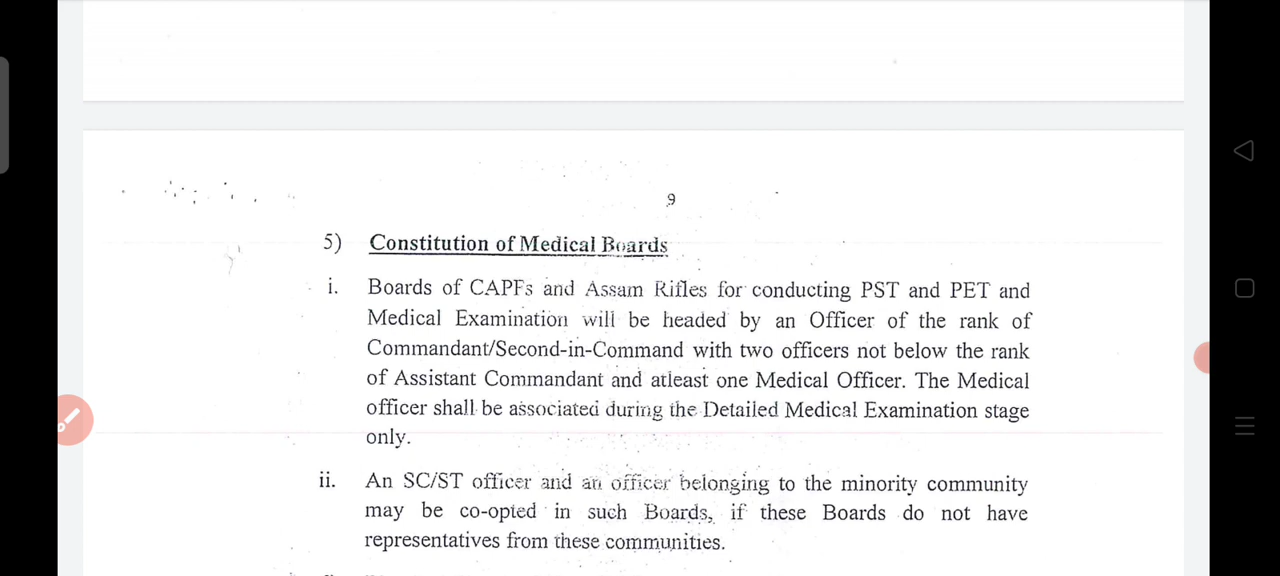 9
5) Constitution of Medical Boards
i. Boards of CAPFs and Assam Rifles for conducting PST and PET and
Medical Examination will be headed by an Officer of the rank of
Commandant/Second-in-Command with two officers not below the rank
of Assistant Commandant and atleast one Medical Officer. The Medical
officer shall be associated during the Detailed Medical Examination stage
only.
ii. An SC/ST officer and an officer belonging to the minority community
may be co-opted in such Boards, if these Boards do not have
representatives from these communities.